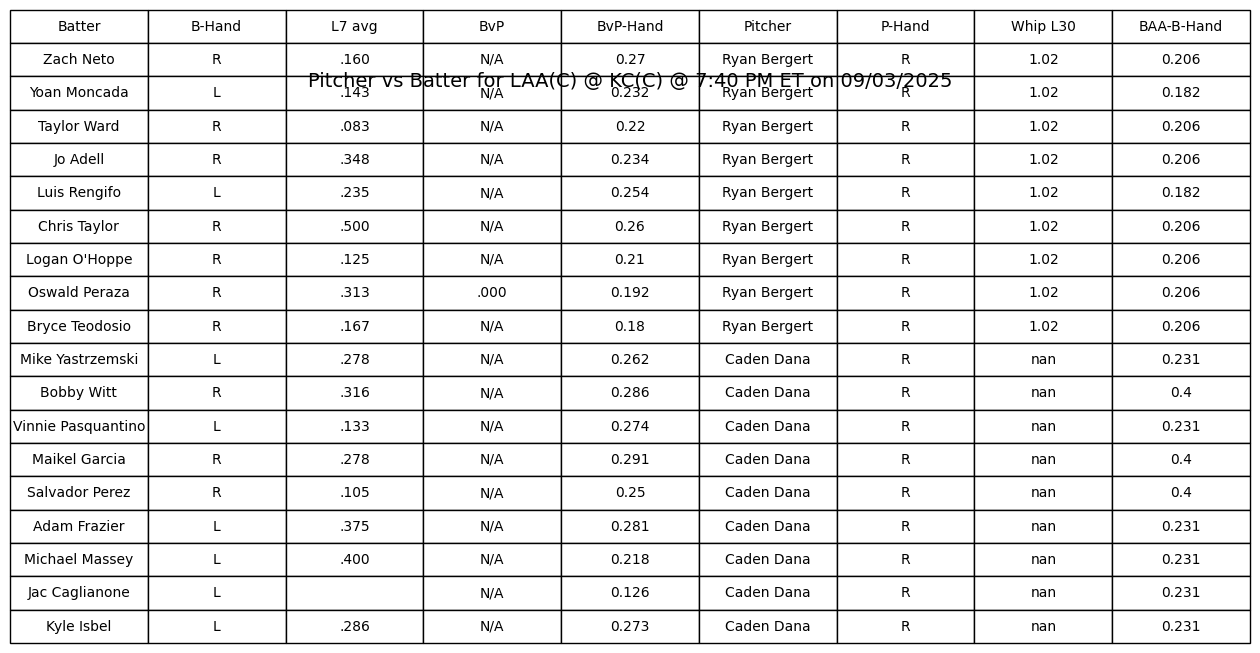 Batter B-Hand L7 avg BvP BvP-Hand Pitcher P-Hand Whip L30 BAA-B-Hand
Zach Neto R .160 N/A 0.27 Ryan Bergert R 1.02 0.206
Pitcher vs Batter for LAA(C) @ KC(C) @ 7:40 PM ET on 09/03/2025
Yoan Moncada L .143 N/A 0.232 Ryan Bergert R 1.02 0.182
Taylor Ward R .083 N/A 0.22 Ryan Bergert R 1.02 0.206
Jo Adell R .348 N/A 0.234 Ryan Bergert R 1.02 0.206
Luis Rengifo L .235 N/A 0.254 Ryan Bergert R 1.02 0.182
Chris Taylor R .500 N/A 0.26 Ryan Bergert R 1.02 0.206
Logan O'Hoppe R .125 N/A 0.21 Ryan Bergert R 1.02 0.206
Oswald Peraza R .313 .000 0.192 Ryan Bergert R 1.02 0.206
Bryce Teodosio R .167 N/A 0.18 Ryan Bergert R 1.02 0.206
Mike Yastrzemski L .278 N/A 0.262 Caden Dana R nan 0.231
Bobby Witt R .316 N/A 0.286 Caden Dana R nan 0.4
Vinnie Pasquantino L .133 N/A 0.274 Caden Dana R nan 0.231
Maikel Garcia R .278 N/A 0.291 Caden Dana R nan 0.4
Salvador Perez R .105 N/A 0.25 Caden Dana R nan 0.4
Adam Frazier L .375 N/A 0.281 Caden Dana R nan 0.231
Michael Massey L .400 N/A 0.218 Caden Dana R nan 0.231
Jac Caglianone L N/A 0.126 Caden Dana R nan 0.231
Kyle Isbel L .286 N/A 0.273 Caden Dana R nan 0.231